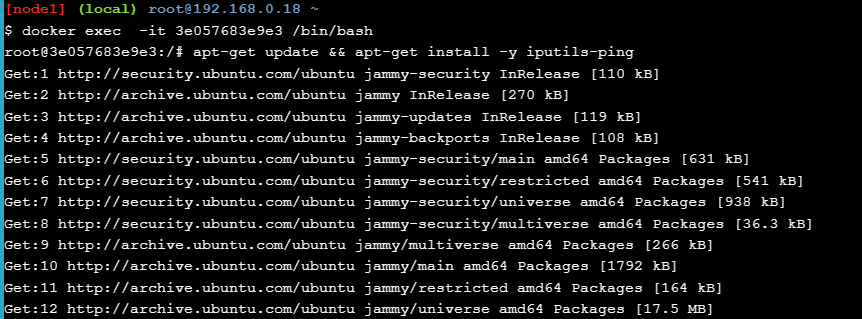 [node1] (local) root@192.168.0.18 ~
$ docker exec  -it 3e057683e9e3 /bin/bash
root@3e057683e9e3:/# apt-get update && apt-get install -y iputils-ping
Get:1 http://security.ubuntu.com/ubuntu jammy-security InRelease [110 kB]
Get:2 http://archive.ubuntu.com/ubuntu jammy InRelease [270 kB]
Get:3 http://archive.ubuntu.com/ubuntu jammy-updates InRelease [119 kB]
Get:4 http://archive.ubuntu.com/ubuntu jammy-backports InRelease [108 kB]
Get:5 http://security.ubuntu.com/ubuntu jammy-security/main amd64 Packages [631 kB]
Get:6 http://security.ubuntu.com/ubuntu jammy-security/restricted amd64 Packages [541 kB]
Get:7 http://security.ubuntu.com/ubuntu jammy-security/universe amd64 Packages [938 kB]
Get:8 http://security.ubuntu.com/ubuntu jammy-security/multiverse amd64 Packages [36.3 kB]
Get:9 http://archive.ubuntu.com/ubuntu jammy/multiverse amd64 Packages [266 kB]
Get:10 http://archive.ubuntu.com/ubuntu jammy/main amd64 Packages [1792 kB]
Get:11 http://archive.ubuntu.com/ubuntu jammy/restricted amd64 Packages [164 kB]
Get:12 http://archive.ubuntu.com/ubuntu jammy/universe amd64 Packages [17.5 MB]